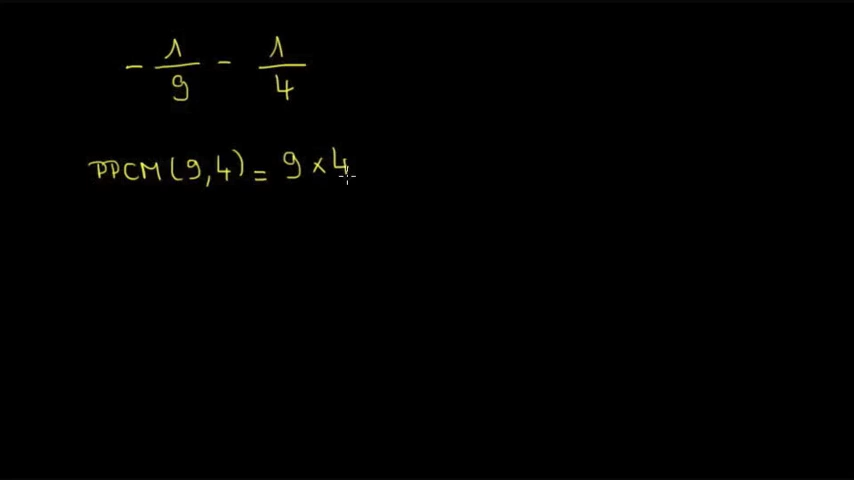 - 1/9 - 1/4
PPCM(9,4) = 9 × 4